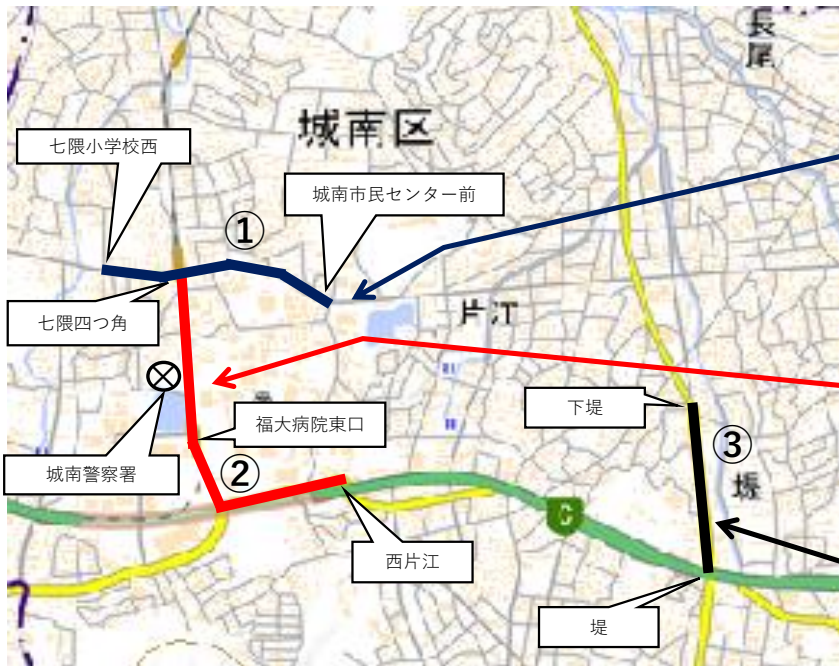 長尾
城南区
七隈小学校西
城南市民センター前
①
七隈四つ角
片江
下堤
福大病院東口
③
②
城南警察署
堤
西片江
堤